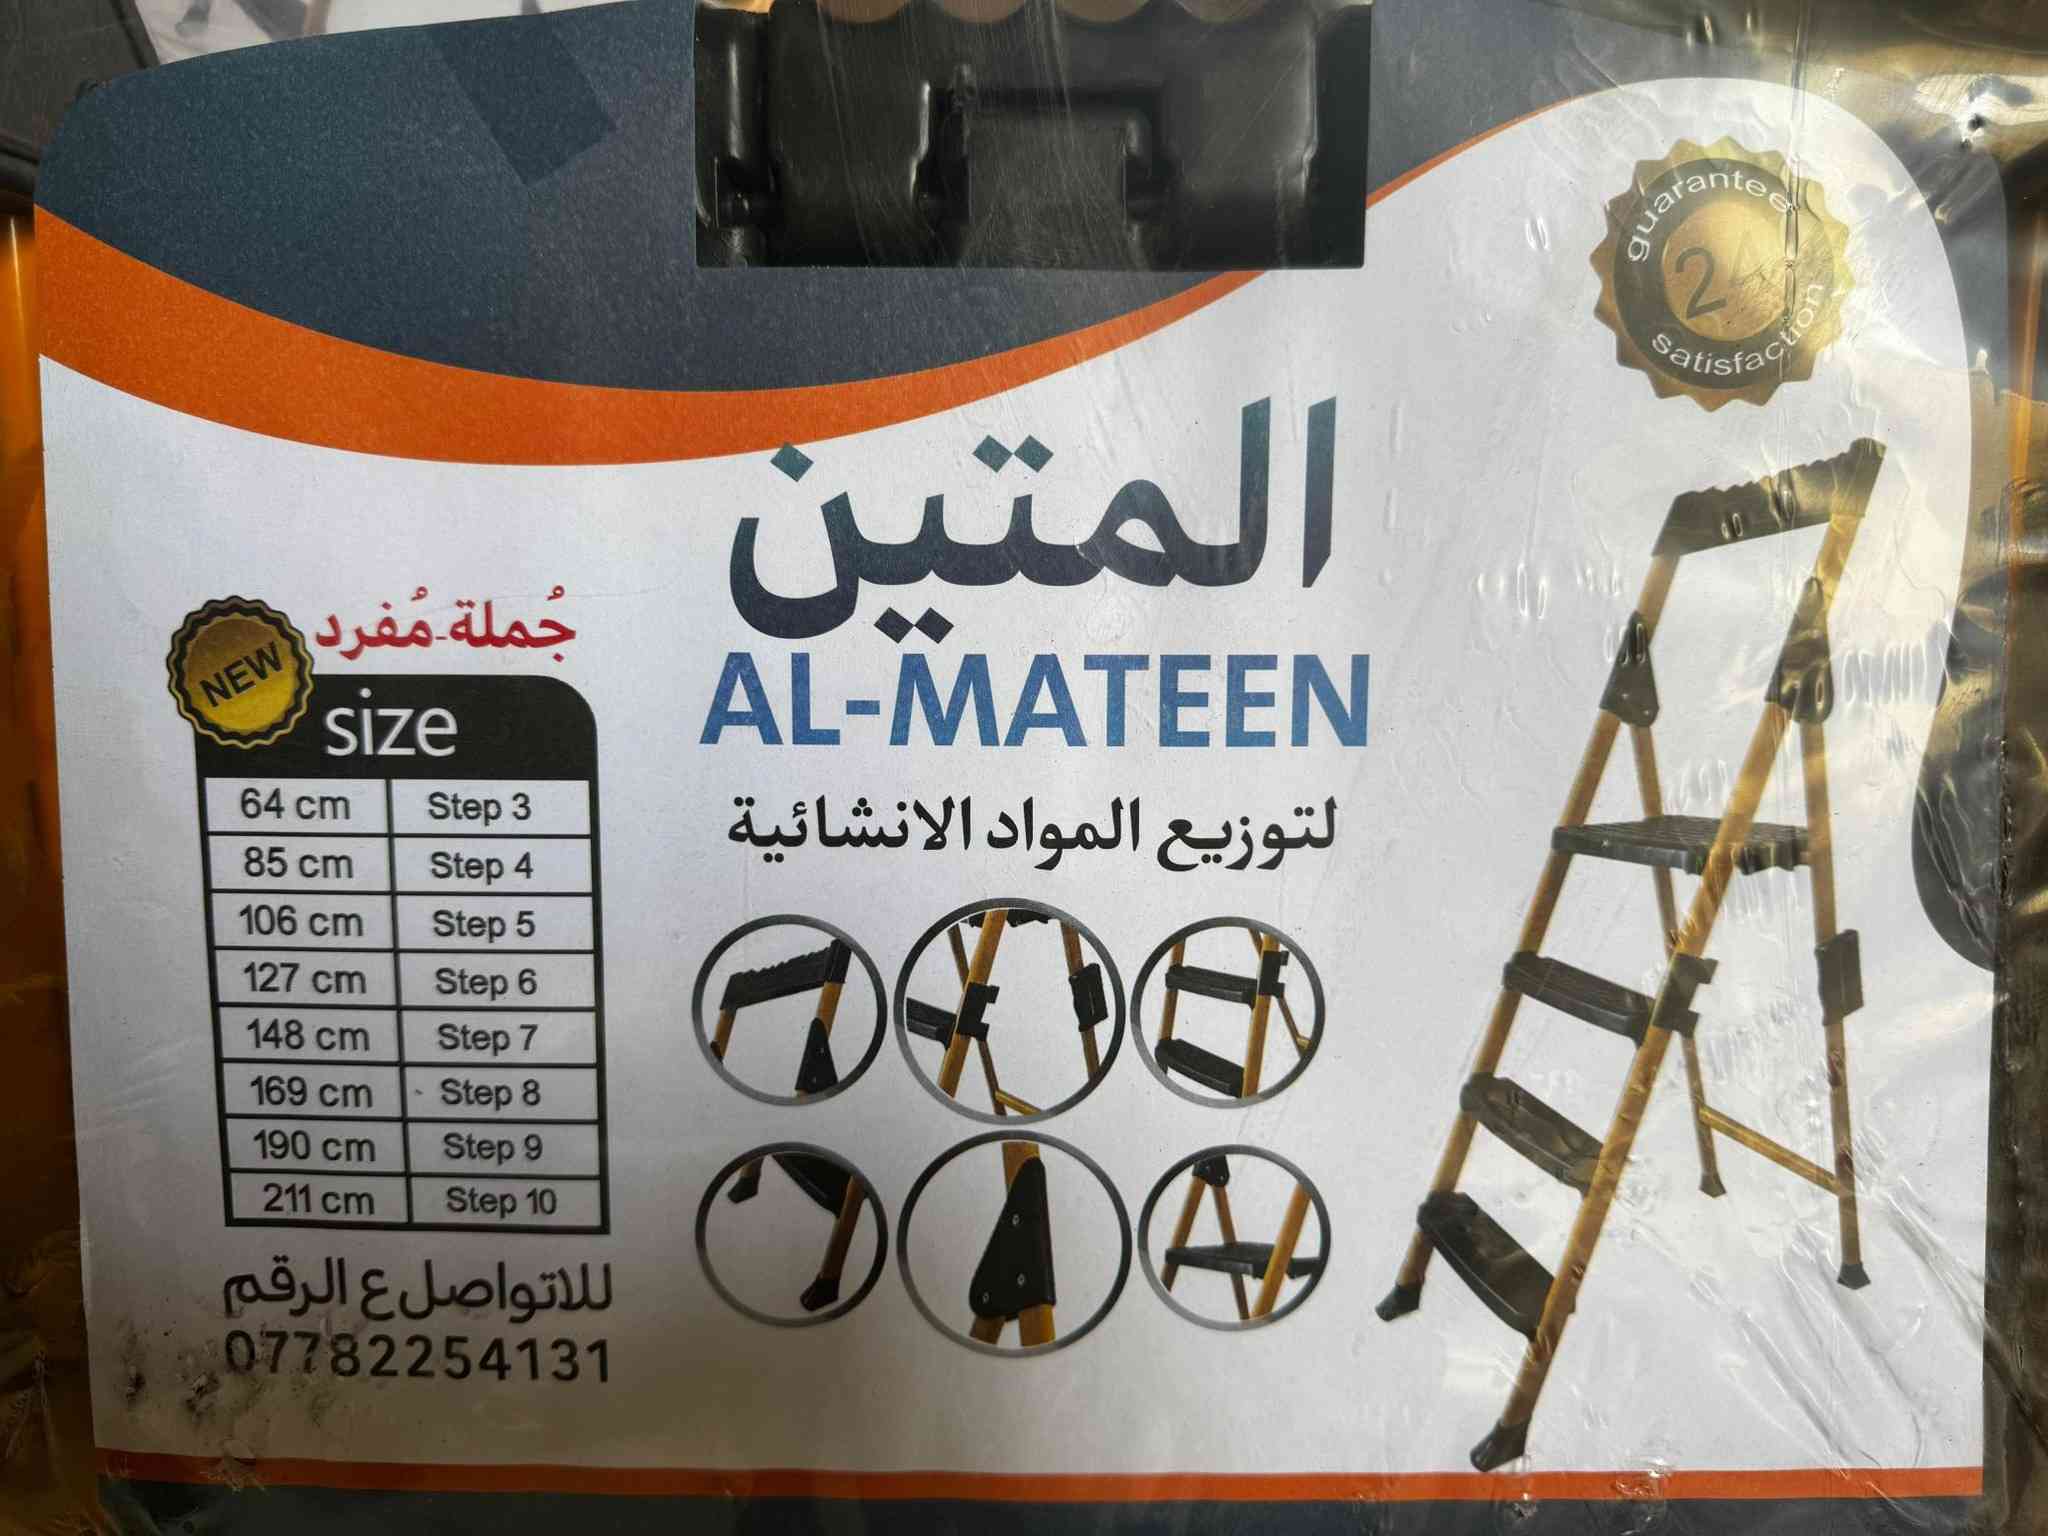 guarantee
24
satisfaction
المتين
AL-MATEEN
لتوزيع المواد الانشائية
جُملة-مُفرد
NEW
size
64 cm Step 3
85 cm Step 4
106 cm Step 5
127 cm Step 6
148 cm Step 7
169 cm Step 8
190 cm Step 9
211 cm Step 10
للاتواصل ع الرقم
07782254131